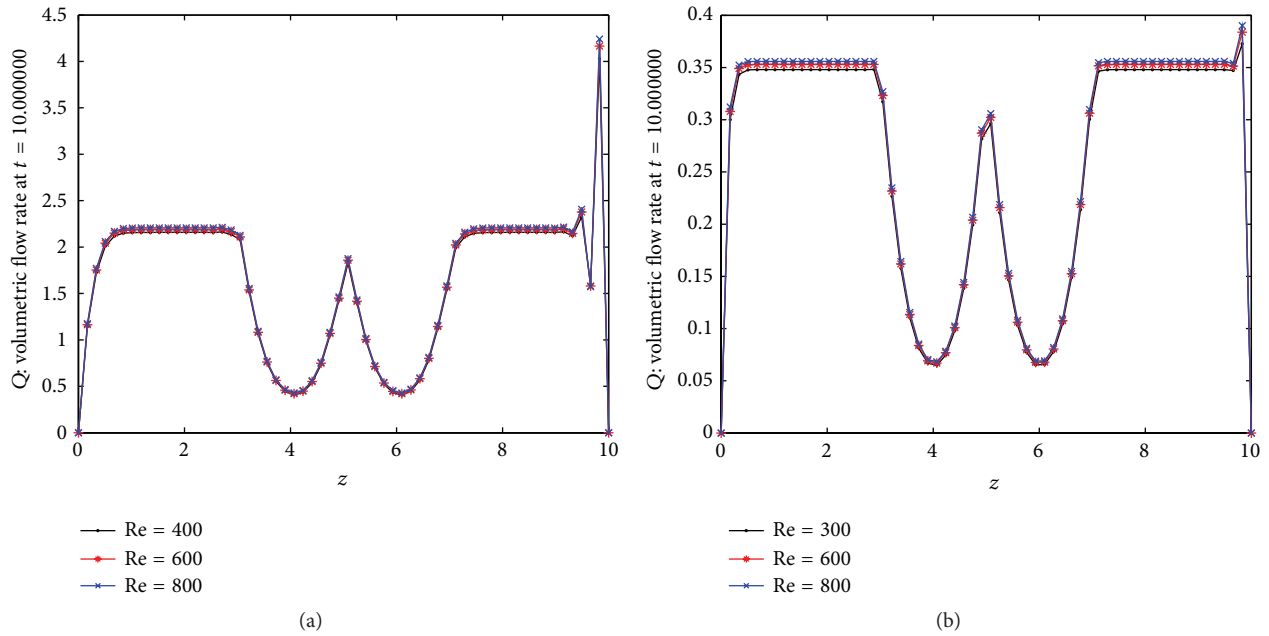 4.5
4
3.5
3
2.5
2
1.5
1
0.5
0
Q: volumetric flow rate at t = 10.000000
0 2 4 6 8 10
z
Re = 400
Re = 600
Re = 800
(a)
0.4
0.35
0.3
0.25
0.2
0.15
0.1
0.05
0
Q: volumetric flow rate at t = 10.000000
0 2 4 6 8 10
z
Re = 300
Re = 600
Re = 800
(b)